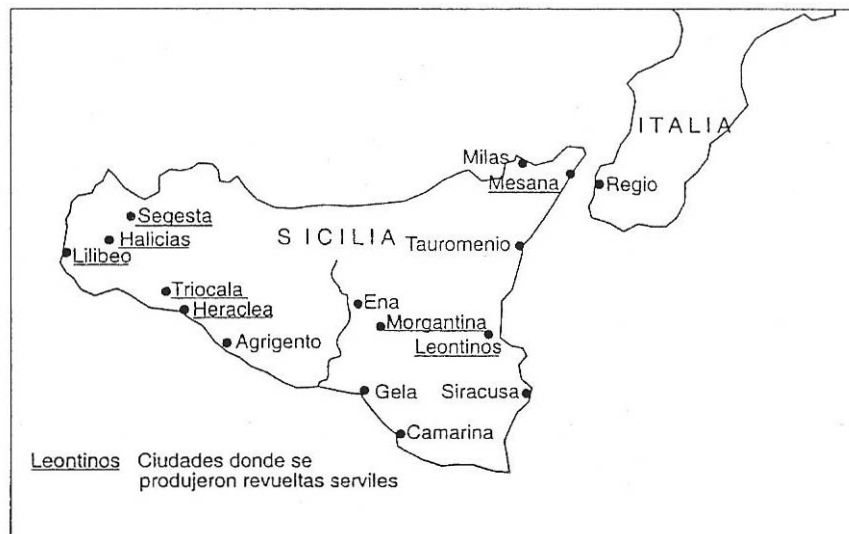 ITALIA
Milas
Mesana
Regio
Segesta
Halicias
SICILIA
Tauromenio
Lilibeo
Triocala
Ena
Heraclea
Morgantina
Agrigento
Leontinos
Gela
Siracusa
Camarina
Leontinos Ciudades donde se
produjeron revueltas serviles